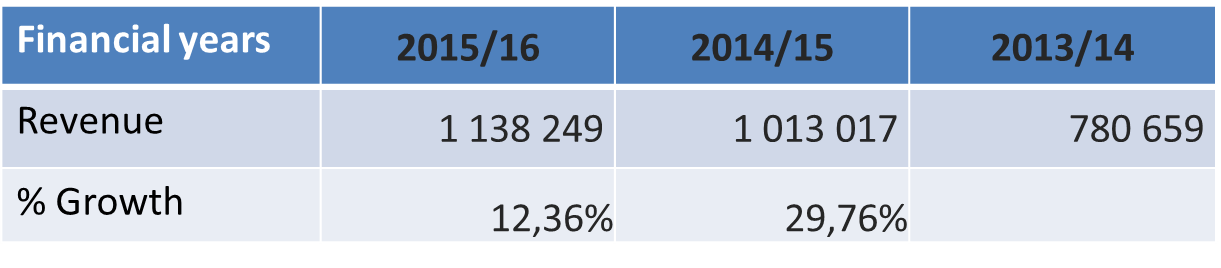 Financial years 2015/16 2014/15 2013/14
Revenue 1 138 249 1 013 017 780 659
% Growth 12,36% 29,76%